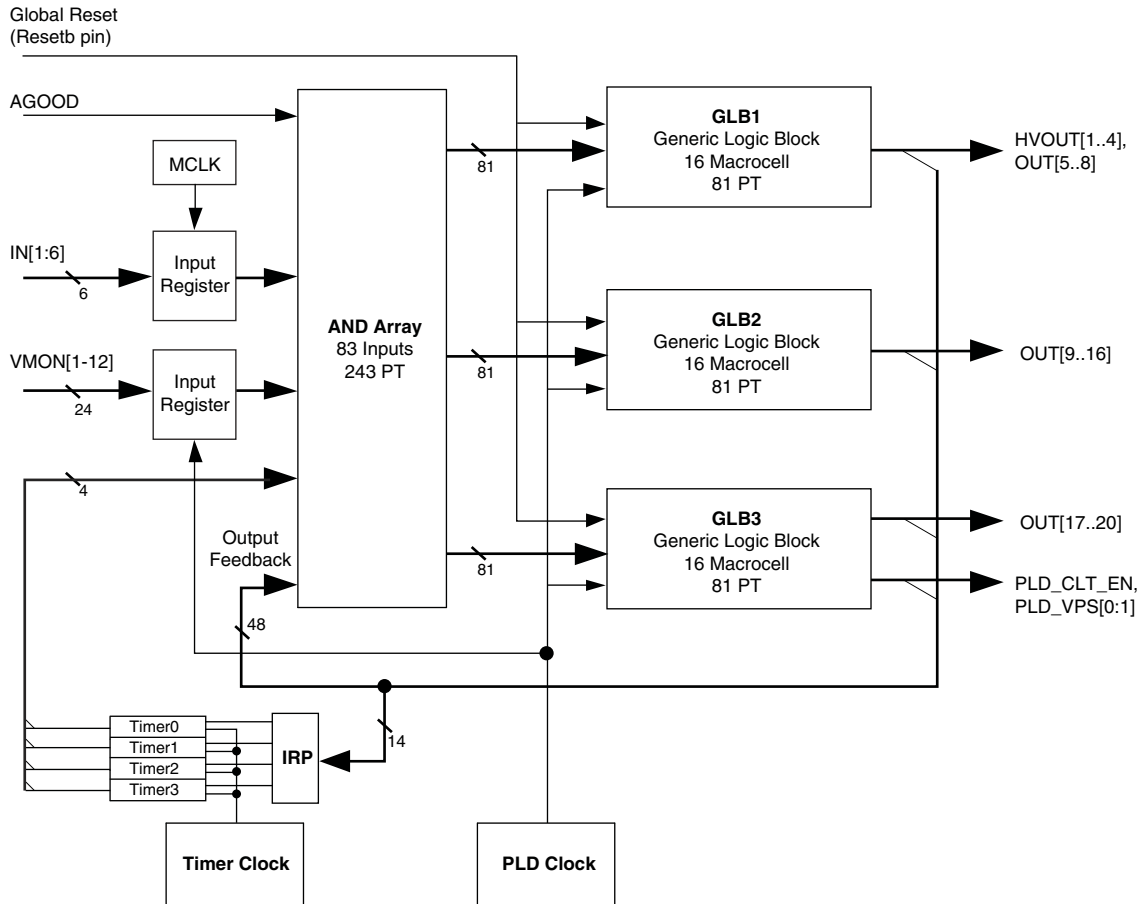 Global Reset
(Resetb pin)
AGOOD
MCLK
IN[1:6]
6
Input
Register
VMON[1-12]
24
Input
Register
4
Output
Feedback
48
AND Array
83 Inputs
243 PT
81
81
81
GLB1
Generic Logic Block
16 Macrocell
81 PT
HVOUT[1..4],
OUT[5..8]
GLB2
Generic Logic Block
16 Macrocell
81 PT
OUT[9..16]
GLB3
Generic Logic Block
16 Macrocell
81 PT
OUT[17..20]
PLD_CLT_EN,
PLD_VPS[0:1]
Timer0
Timer1
Timer2
Timer3
IRP
14
Timer Clock
PLD Clock